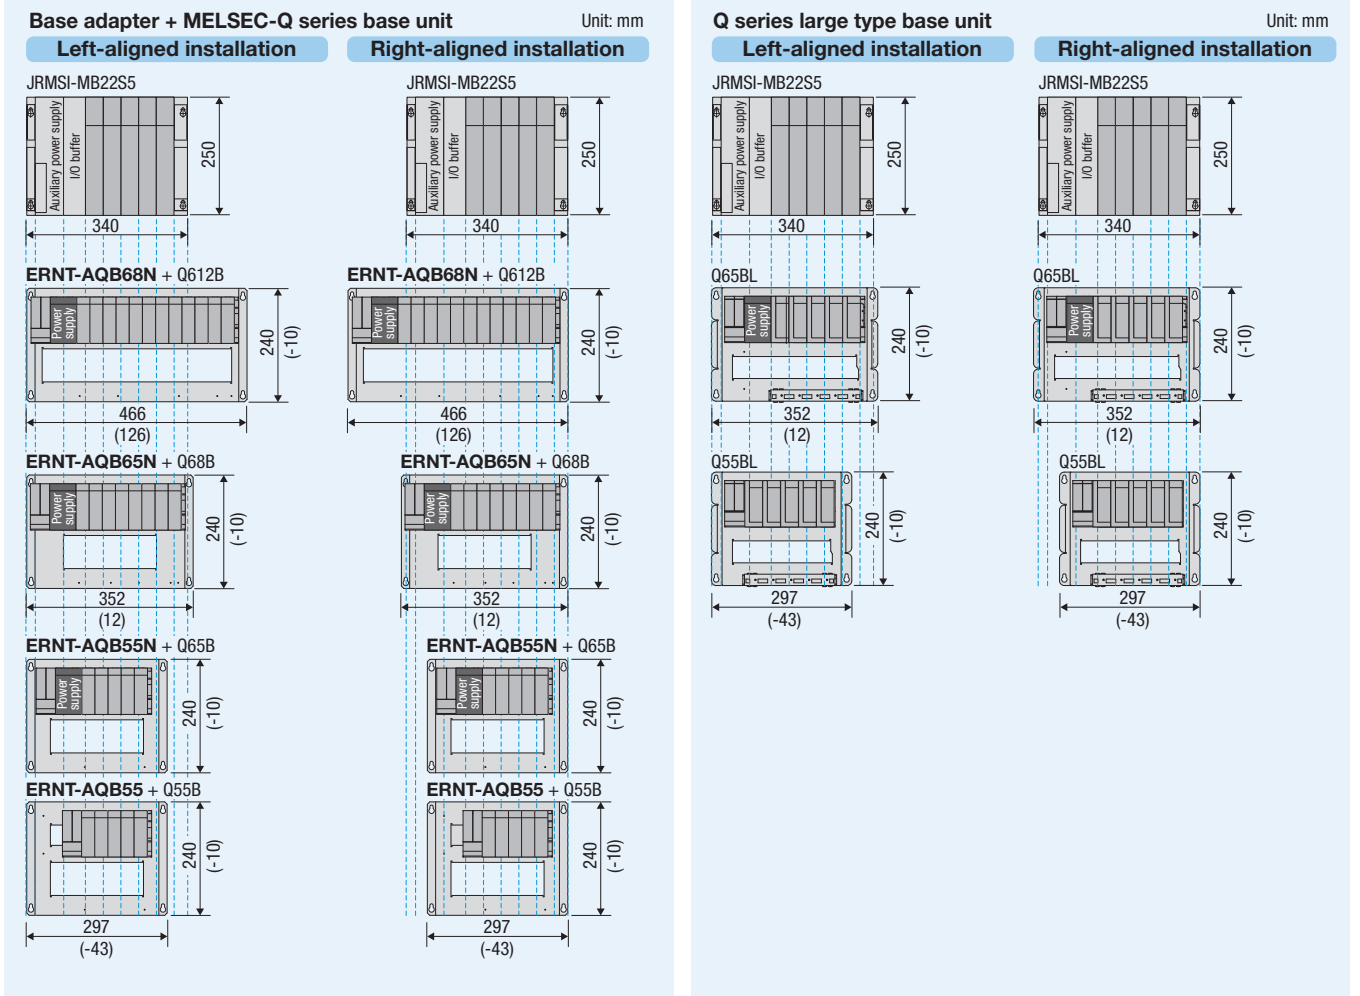 Base adapter + MELSEC-Q series base unit
Unit: mm
Left-aligned installation
Right-aligned installation
JRMSI-MB22S5
Auxiliary power supply
I/O buffer
250
340
JRMSI-MB22S5
Auxiliary power supply
I/O buffer
250
340
ERNT-AQB68N + Q612B
Power
supply
240
(-10)
466
(126)
ERNT-AQB68N + Q612B
Power
supply
240
(-10)
466
(126)
ERNT-AQB65N + Q68B
Power
supply
240
(-10)
352
(12)
ERNT-AQB65N + Q68B
Power
supply
240
(-10)
352
(12)
ERNT-AQB55N + Q65B
Power
supply
240
(-10)
ERNT-AQB55N + Q65B
Power
supply
240
(-10)
ERNT-AQB55 + Q55B
240
(-10)
297
(-43)
ERNT-AQB55 + Q55B
240
(-10)
297
(-43)
Q series large type base unit
Unit: mm
Left-aligned installation
Right-aligned installation
JRMSI-MB22S5
Auxiliary power supply
I/O buffer
250
340
JRMSI-MB22S5
Auxiliary power supply
I/O buffer
250
340
Q65BL
Power
supply
240
(-10)
352
(12)
Q65BL
Power
supply
240
(-10)
352
(12)
Q55BL
240
(-10)
297
(-43)
Q55BL
240
(-10)
297
(-43)